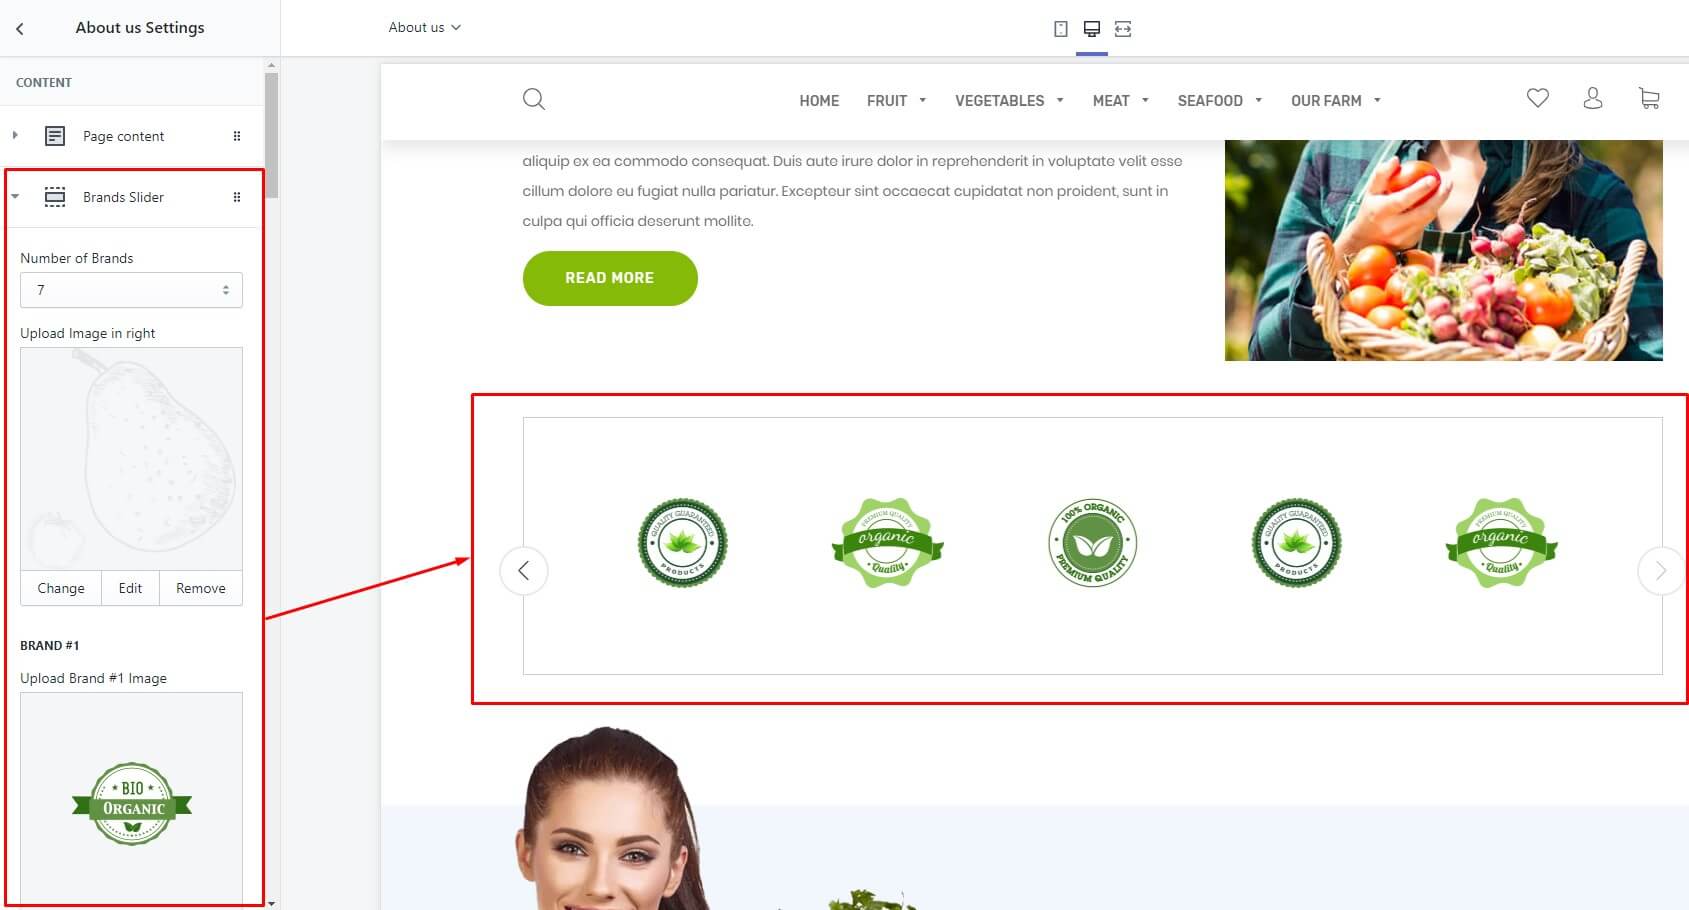 About us Settings
CONTENT
Page content
Brands Slider
Number of Brands
7
Upload Image in right
Change
Edit
Remove
BRAND #1
Upload Brand #1 Image
BIO
ORGANIC
About us
HOME
FRUIT
VEGETABLES
MEAT
SEAFOOD
OUR FARM
aliquip ex ea commodo consequat. Duis aute irure dolor in reprehenderit in voluptate velit esse
cillum dolore eu fugiat nulla pariatur. Excepteur sint occaecat cupidatat non proident, sunt in
culpa qui officia deserunt mollite.
READ MORE
QUALITY GUARANTEED
PRODUCTS
PREMIUM QUALITY
organic
Quality
100% ORGANIC
PREMIUM QUALITY
QUALITY GUARANTEED
PRODUCTS
PREMIUM QUALITY
organic
Quality